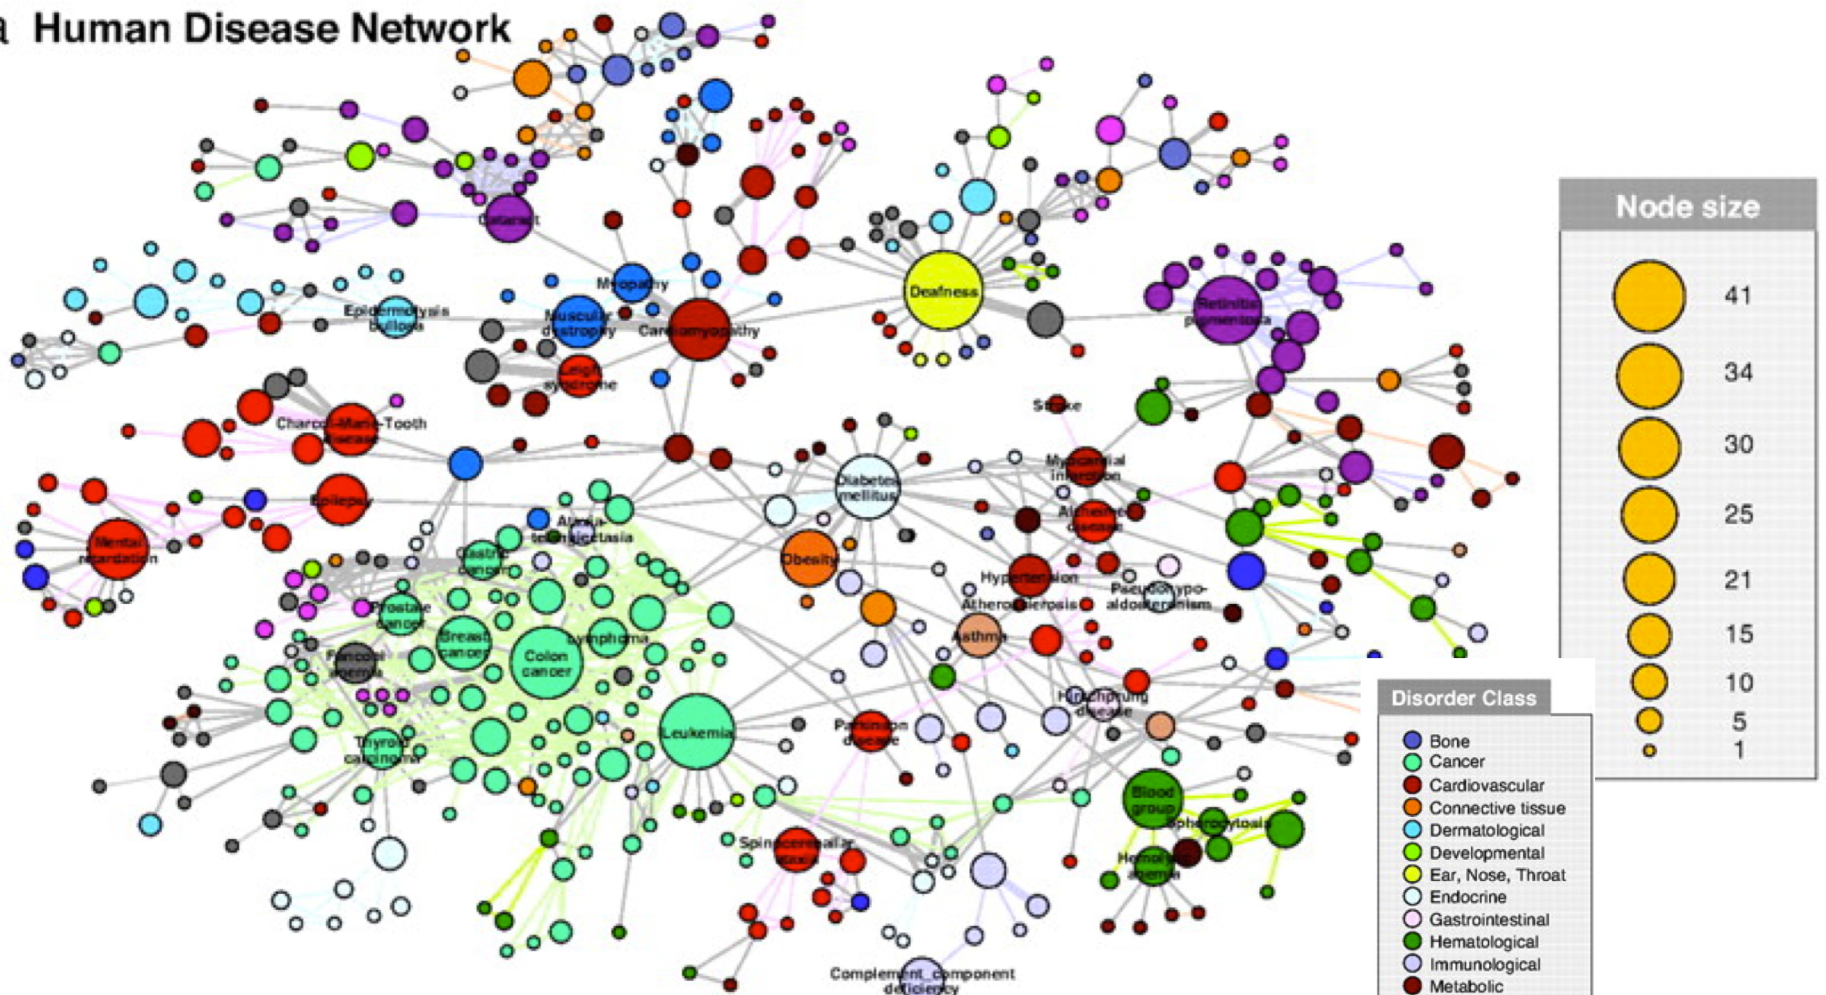 a Human Disease Network
Cataract
Myopathy
Epidermolysis
bullosa
Muscular
dystrophy
Cardiomyopathy
Leigh
syndrome
Deafness
Retinitis
pigmentosa
Charcot-Marie-Tooth
disease
Stroke
Myocardial
infarction
Diabetes
mellitus
Epilepsy
Alzheimer
disease
Mental
retardation
Ataxia-
telangiectasia
Gastric
cancer
Obesity
Hypertension
Pseudohypo-
aldosteronism
Atherosclerosis
Prostate
cancer
Breast
cancer
Lymphoma
Asthma
Fanconi
anemia
Colon
cancer
Hirschprung
disease
Thyroid
carcinoma
Leukemia
Parkinson
disease
Blood
group
Spherocytosis
Spinocerebellar
ataxia
Hemolytic
anemia
Complement_component
deficiency
Node size
41
34
30
25
21
15
10
5
1
Disorder Class
Bone
Cancer
Cardiovascular
Connective tissue
Dermatological
Developmental
Ear, Nose, Throat
Endocrine
Gastrointestinal
Hematological
Immunological
Metabolic